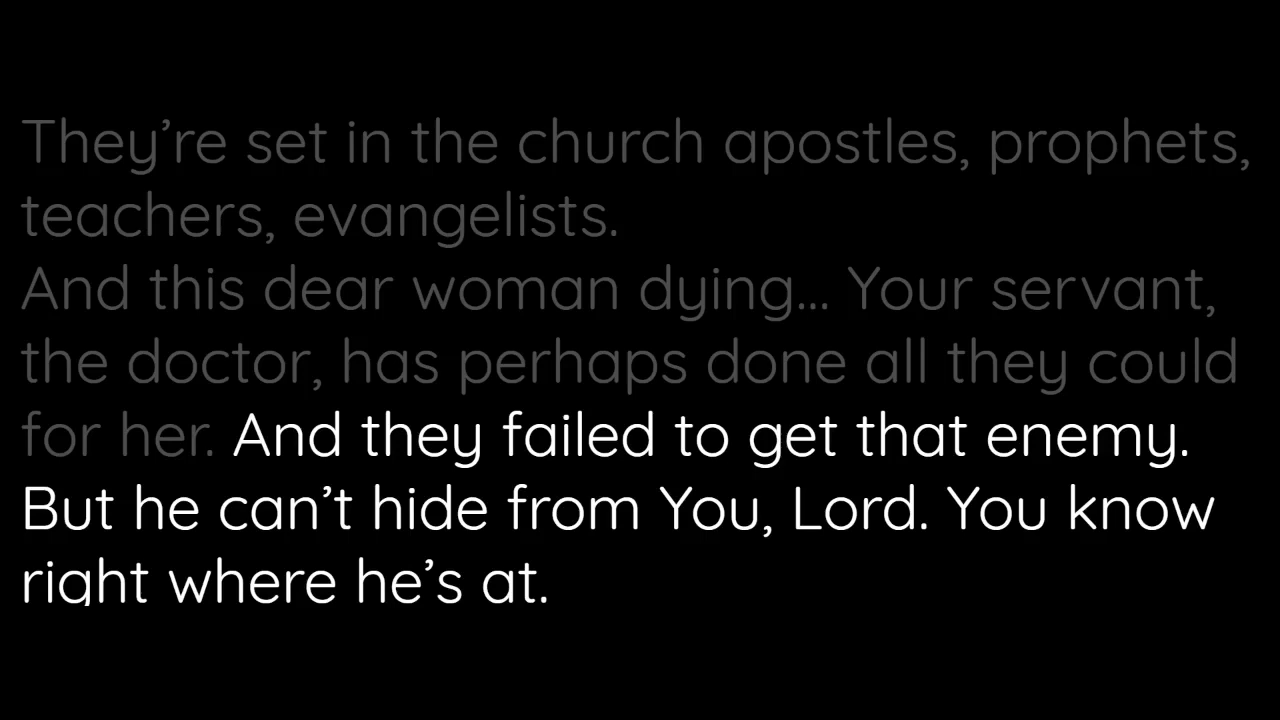 They’re set in the church apostles, prophets,
teachers, evangelists.
And this dear woman dying... Your servant,
the doctor, has perhaps done all they could
for her. And they failed to get that enemy.
But he can’t hide from You, Lord. You know
right where he’s at.